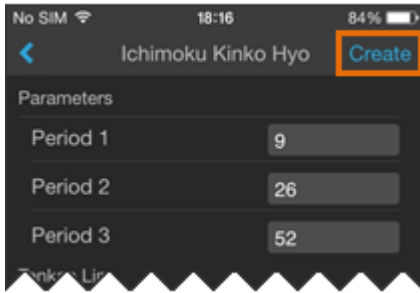 No SIM 18:16 84%
Ichimoku Kinko Hyo Create
Parameters
Period 1 9
Period 2 26
Period 3 52